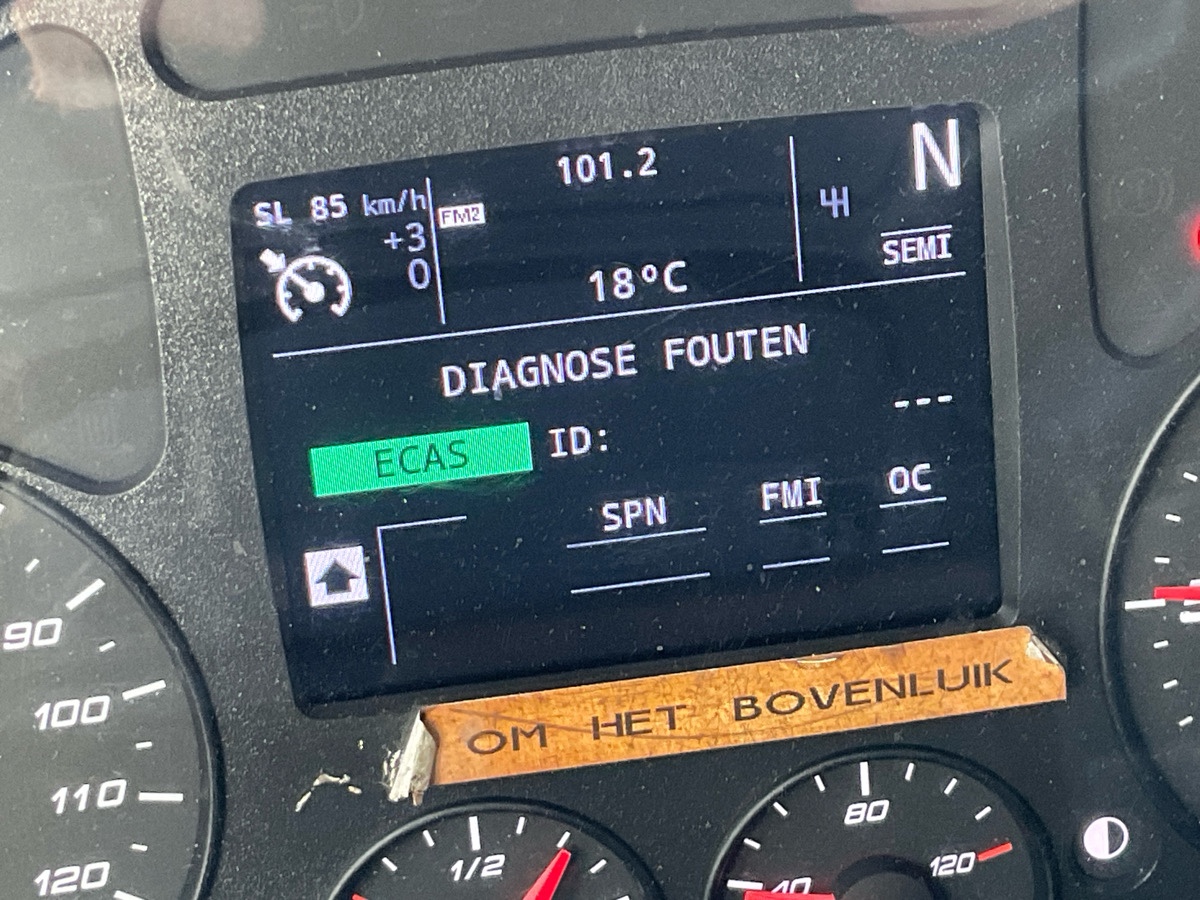 101.2
SL 85 km/h
FM2
+3
0
N
SEMI
18°C
DIAGNOSE FOUTEN
---
ECAS ID:
SPN FMI OC
OM HET BOVENLUIK
90
100
110
120
1/2
80
40
120